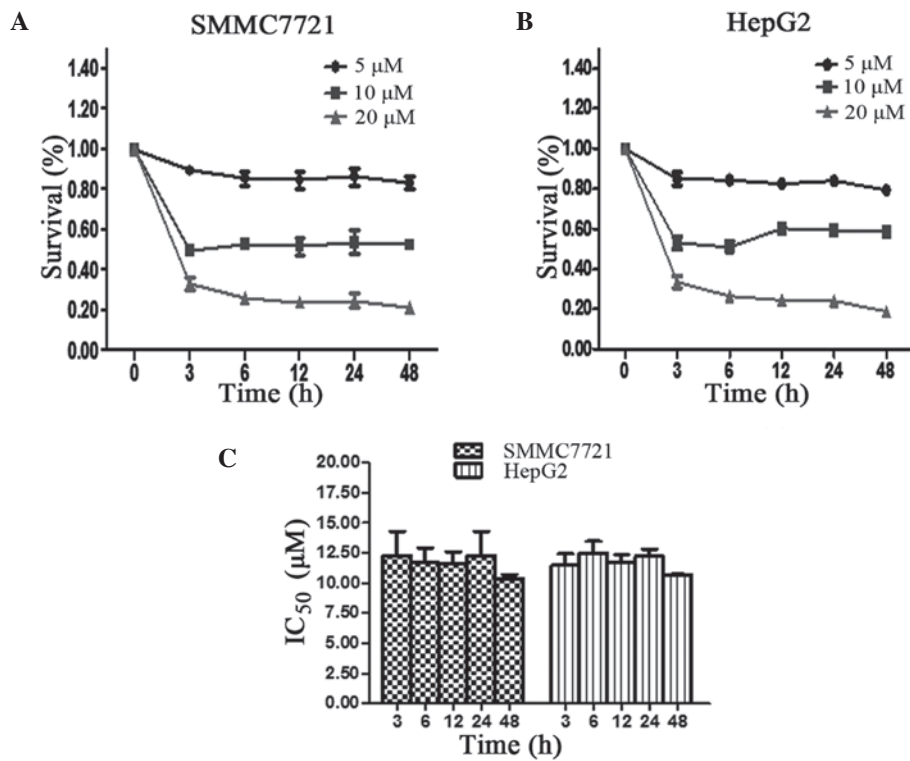 A
SMMC7721
5 µM
10 µM
20 µM
Survival (%)
1.40
1.20
1.00
0.80
0.60
0.40
0.20
0.00
0 3 6 12 24 48
Time (h)
B
HepG2
5 µM
10 µM
20 µM
Survival (%)
1.40
1.20
1.00
0.80
0.60
0.40
0.20
0.00
0 3 6 12 24 48
Time (h)
C
SMMC7721
HepG2
IC50 (µM)
20.00
17.50
15.00
12.50
10.00
7.50
5.00
2.50
0.00
3 6 12 24 48 3 6 12 24 48
Time (h)